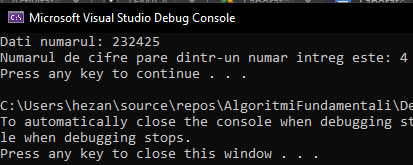 Microsoft Visual Studio Debug Console
Dati numarul: 232425
Numarul de cifre pare dintr-un numar intreg este: 4
Press any key to continue . . .
C:\Users\hezan\source\repos\AlgoritmiFundamentali\De
To automatically close the console when debugging st
le when debugging stops.
Press any key to close this window . . .